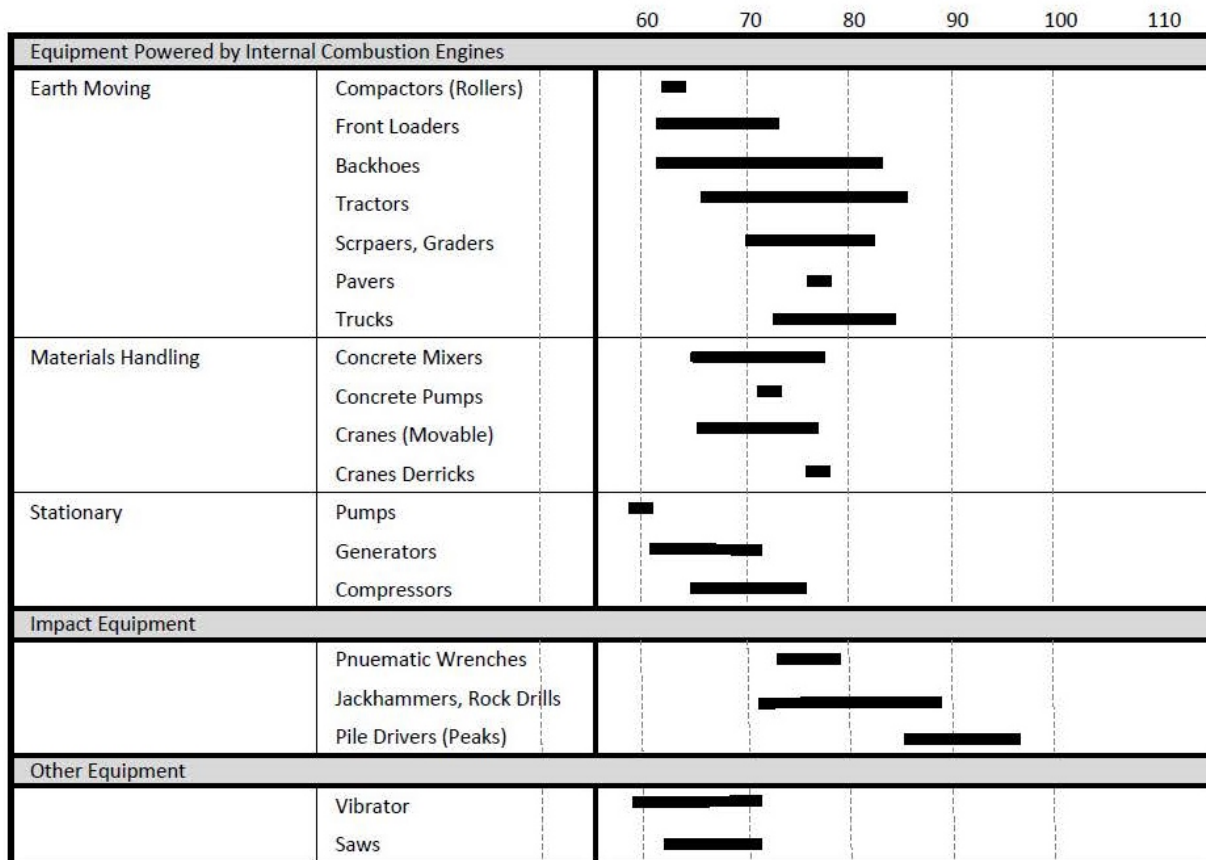 60 70 80 90 100 110
Equipment Powered by Internal Combustion Engines
Earth Moving Compactors (Rollers)
Front Loaders
Backhoes
Tractors
Scrpaers, Graders
Pavers
Trucks
Materials Handling Concrete Mixers
Concrete Pumps
Cranes (Movable)
Cranes Derricks
Stationary Pumps
Generators
Compressors
Impact Equipment
Pnuematic Wrenches
Jackhammers, Rock Drills
Pile Drivers (Peaks)
Other Equipment
Vibrator
Saws